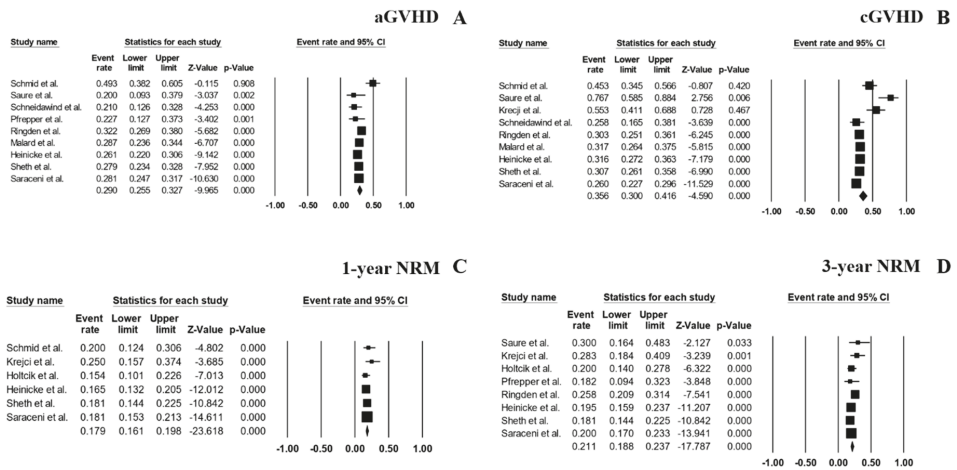 aGVHD A
Study name Statistics for each study Event rate and 95% CI
Event Lower Upper
rate limit limit Z-Value p-Value
Schmid et al. 0.493 0.382 0.605 -0.115 0.908
Saure et al. 0.200 0.093 0.379 -3.037 0.002
Schneidawind et al. 0.210 0.126 0.328 -4.253 0.000
Pfrepper et al. 0.227 0.127 0.373 -3.402 0.001
Ringden et al. 0.322 0.269 0.380 -5.682 0.000
Malard et al. 0.287 0.236 0.344 -6.707 0.000
Heinicke et al. 0.261 0.220 0.306 -9.142 0.000
Sheth et al. 0.279 0.234 0.328 -7.952 0.000
Saraceni et al. 0.281 0.247 0.317 -10.630 0.000
0.290 0.255 0.327 -9.965 0.000
-1.00 0.00 0.50 1.00
cGVHD B
Study name Statistics for each study Event rate and 95% CI
Event Lower Upper
rate limit limit Z-Value p-Value
Schmid et al. 0.453 0.345 0.566 -0.807 0.420
Saure et al. 0.767 0.585 0.884 2.756 0.006
Krecji et al. 0.553 0.411 0.688 0.728 0.467
Schneidawind et al. 0.258 0.165 0.381 -3.639 0.000
Ringden et al. 0.303 0.251 0.361 -6.245 0.000
Malard et al. 0.317 0.264 0.375 -5.815 0.000
Heinicke et al. 0.316 0.272 0.363 -7.179 0.000
Sheth et al. 0.307 0.261 0.358 -6.990 0.000
Saraceni et al. 0.260 0.227 0.296 -11.529 0.000
0.356 0.300 0.416 -4.590 0.000
-1.00 0.00 0.50 1.00
1-year NRM C
Study name Statistics for each study Event rate and 95% CI
Event Lower Upper
rate limit limit Z-Value p-Value
Schmid et al. 0.200 0.124 0.306 -4.802 0.000
Krejci et al. 0.250 0.157 0.374 -3.685 0.000
Holtcik et al. 0.154 0.101 0.226 -7.013 0.000
Heinicke et al. 0.165 0.132 0.205 -12.012 0.000
Sheth et al. 0.181 0.144 0.225 -10.842 0.000
Saraceni et al. 0.181 0.153 0.213 -14.611 0.000
0.179 0.161 0.198 -23.618 0.000
-1.00 0.00 0.50 1.00
3-year NRM D
Study name Statistics for each study Event rate and 95% CI
Event Lower Upper
rate limit limit Z-Value p-Value
Saure et al. 0.300 0.164 0.483 -2.127 0.033
Krejci et al. 0.283 0.184 0.409 -3.239 0.001
Holtcik et al. 0.200 0.140 0.278 -6.322 0.000
Pfrepper et al. 0.182 0.094 0.323 -3.848 0.000
Ringden et al. 0.258 0.209 0.314 -7.541 0.000
Heinicke et al. 0.195 0.159 0.237 -11.207 0.000
Sheth et al. 0.181 0.144 0.225 -10.842 0.000
Saraceni et al. 0.200 0.170 0.233 -13.941 0.000
0.211 0.188 0.237 -17.787 0.000
-1.00 0.00 0.50 1.00